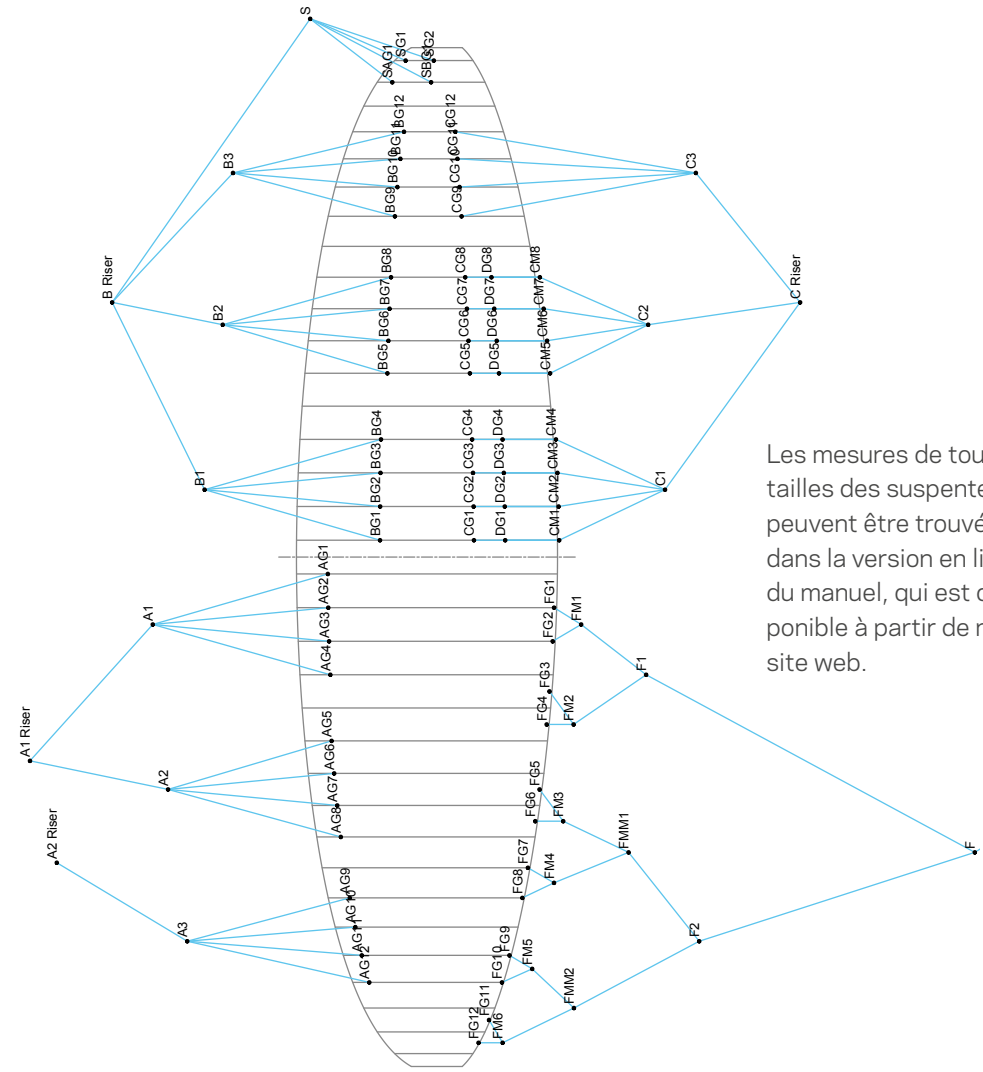 S
SAG1
SG1
SBG1
SG2
B3
BG12
BG11
BG10
BG9
CG12
CG11
CG10
CG9
C3
B Riser
B2
BG8
BG7
BG6
BG5
CG8
CG7
CG6
CG5
DG8
DG7
DG6
DG5
CM8
CM7
CM6
CM5
C2
C Riser
B1
BG4
BG3
BG2
BG1
CG4
CG3
CG2
CG1
DG4
DG3
DG2
DG1
CM4
CM3
CM2
CM1
C1
Les mesures de tou
tailles des suspente
peuvent être trouvé
dans la version en li
du manuel, qui est d
ponible à partir de n
site web.
A1
AG1
AG2
AG3
AG4
FG1
FG2
FM1
FG3
FG4
FM2
F1
A1 Riser
A2
AG5
AG6
AG7
AG8
FG5
FG6
FM3
FG7
FG8
FM4
FMM1
F
A2 Riser
A3
AG9
AG10
AG11
AG12
FG9
FG10
FM5
F2
FG11
FG12
FM6
FMM2